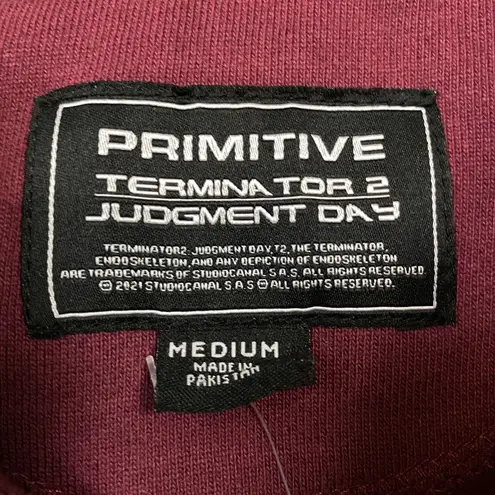 PRIMITIVE
TERMINATOR 2
JUDGMENT DAY
TERMINATOR2: JUDGMENT DAY, T2, THE TERMINATOR,
ENDOSKELETON, AND ANY DEPICTION OF ENDOSKELETON
ARE TRADEMARKS OF STUDIOCANAL S.A.S. ALL RIGHTS RESERVED.
© 2021 STUDIOCANAL S.A.S ® ALL RIGHTS RESERVED.
MEDIUM
MADE IN
PAKISTAN